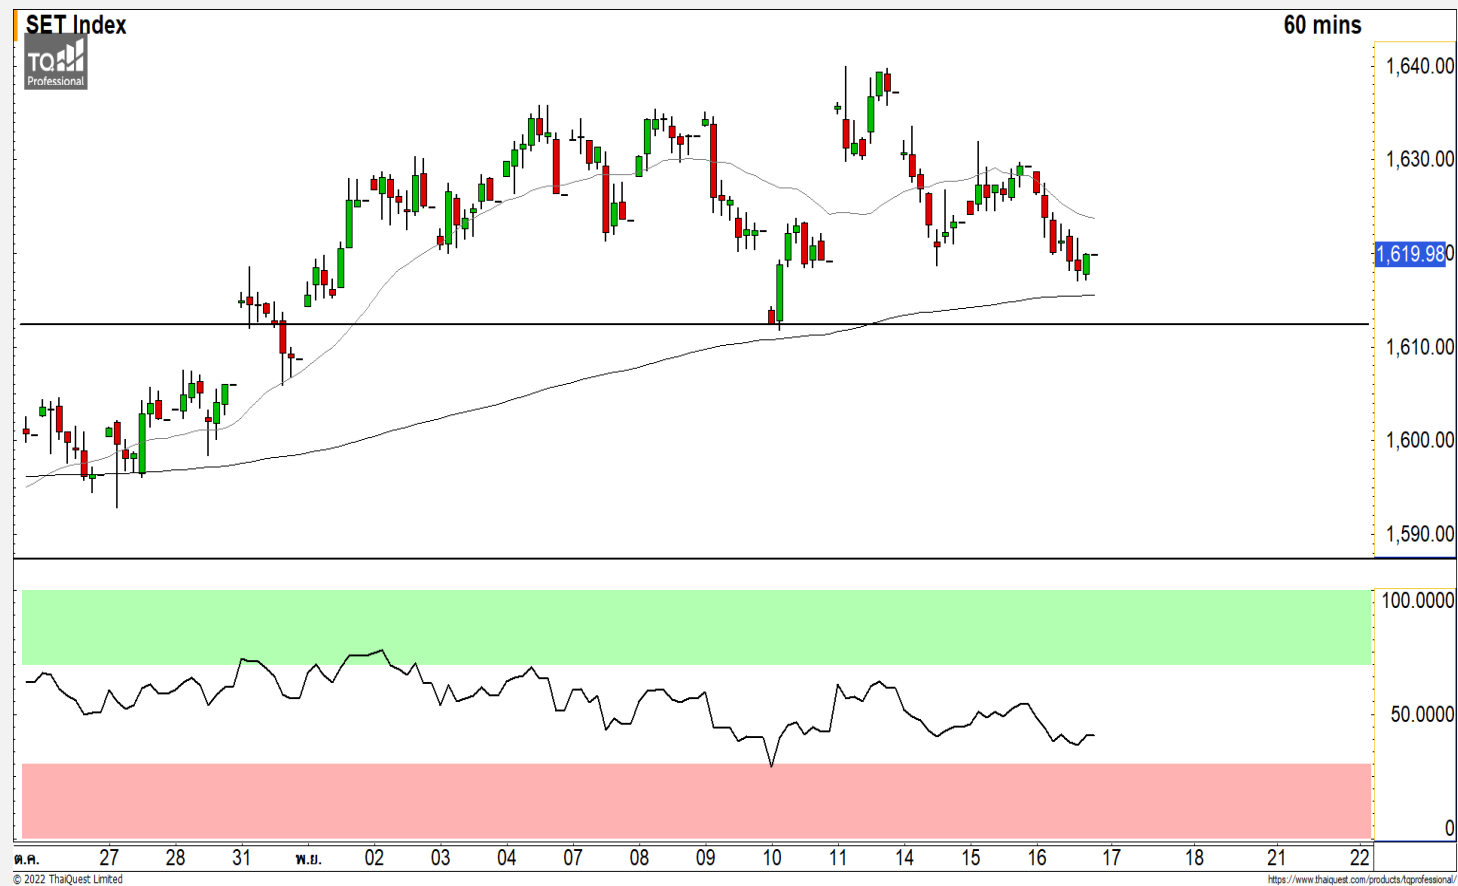 SET Index
60 mins
TQ
Professional
1,640.00
1,630.00
1,619.98
1,610.00
1,600.00
1,590.00
100.0000
50.0000
0
ต.ค. 27 28 31 พ.ย. 02 03 04 07 08 09 10 11 14 15 16 17 18 21 22
© 2022 ThaiQuest Limited
https://www.thaiquest.com/products/tqprofessional/